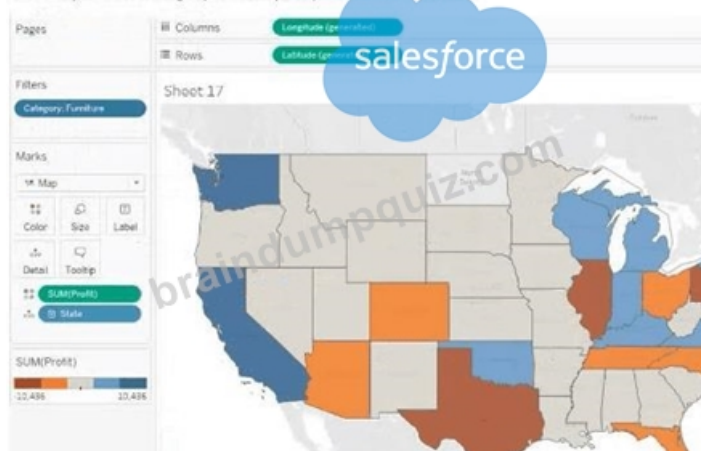 Pages
Columns
Longitude (generated)
Rows
Latitude
salesforce
Filters
Category: Furniture
Sheet 17
Marks
Map
Color
Size
Label
Detail
Tooltip
SUM(Profit)
State
SUM(Profit)
-10,436
10,436
braindumpquiz.com